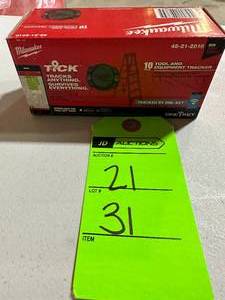 Milwaukee
48-21-2010
Milwaukee
TICK
TRACKS
ANYTHING.
SURVIVES
EVERYTHING.
10 TOOL AND
EQUIPMENT TRACKER
TRACKED BY ONE-KEY
ONE-KEY
JD AUCTIONS
AUCTION #
21
LOT #
31
ITEM